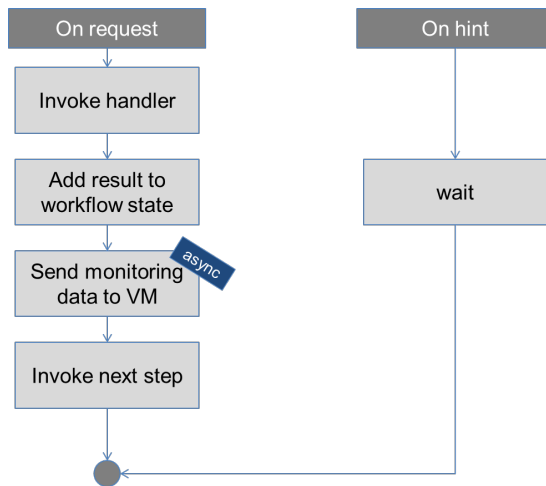 On request
On hint
Invoke handler
Add result to
workflow state
wait
async
Send monitoring
data to VM
Invoke next step